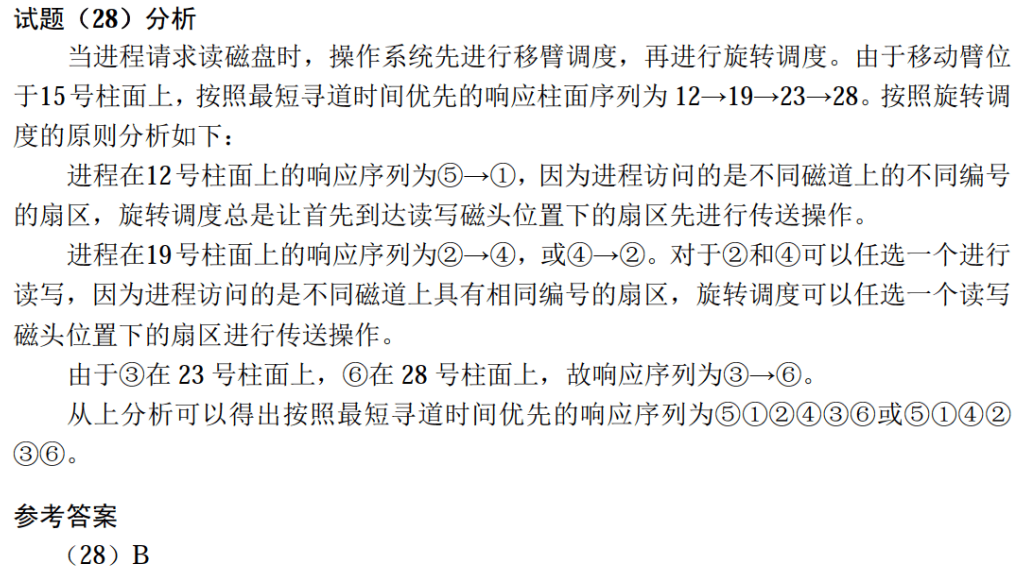 试题（28）分析
当进程请求读磁盘时，操作系统先进行移臂调度，再进行旋转调度。由于移动臂位
于15号柱面上，按照最短寻道时间优先的响应柱面序列为 12→19→23→28。按照旋转调
度的原则分析如下：
进程在12号柱面上的响应序列为⑤→①，因为进程访问的是不同磁道上的不同编号
的扇区，旋转调度总是让首先到达读写磁头位置下的扇区先进行传送操作。
进程在19号柱面上的响应序列为②→④，或④→②。对于②和④可以任选一个进行
读写，因为进程访问的是不同磁道上具有相同编号的扇区，旋转调度可以任选一个读写
磁头位置下的扇区进行传送操作。
由于③在 23 号柱面上，⑥在 28 号柱面上，故响应序列为③→⑥。
从上分析可以得出按照最短寻道时间优先的响应序列为⑤①②④③⑥或⑤①④②
③⑥。
参考答案
（28）B